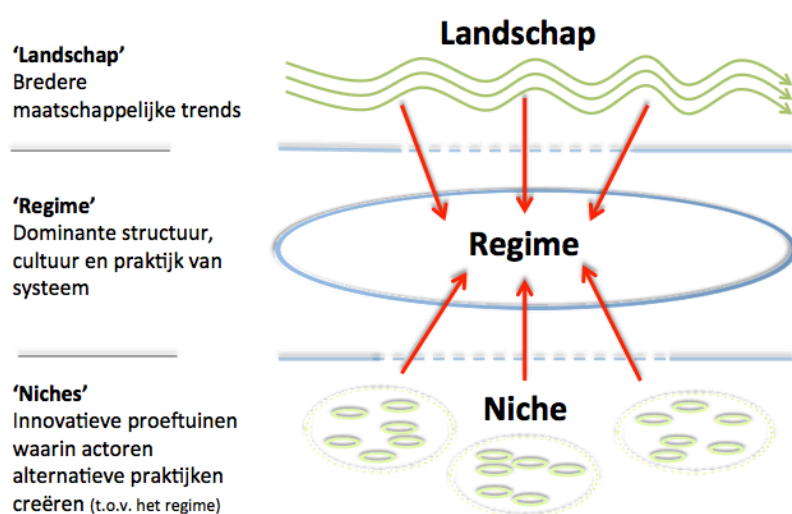 Landschap
‘Landschap’
Bredere
maatschappelijke trends
‘Regime’
Dominante structuur,
cultuur en praktijk van
systeem
Regime
‘Niches’
Innovatieve proeftuinen
waarin actoren
alternatieve praktijken
creëren (t.o.v. het regime)
Niche